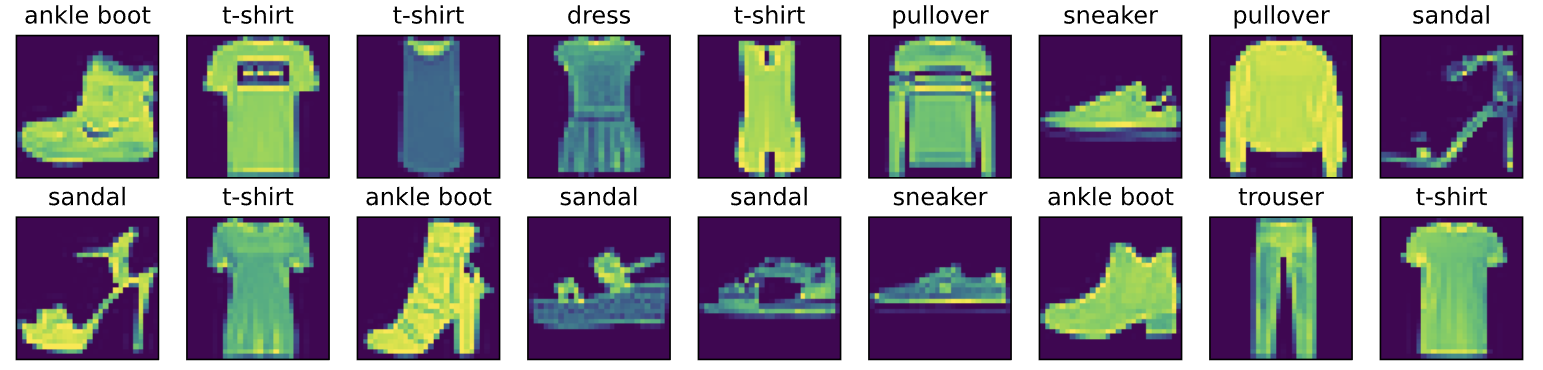 ankle boot t-shirt t-shirt dress t-shirt pullover sneaker pullover sandal
sandal t-shirt ankle boot sandal sandal sneaker ankle boot trouser t-shirt